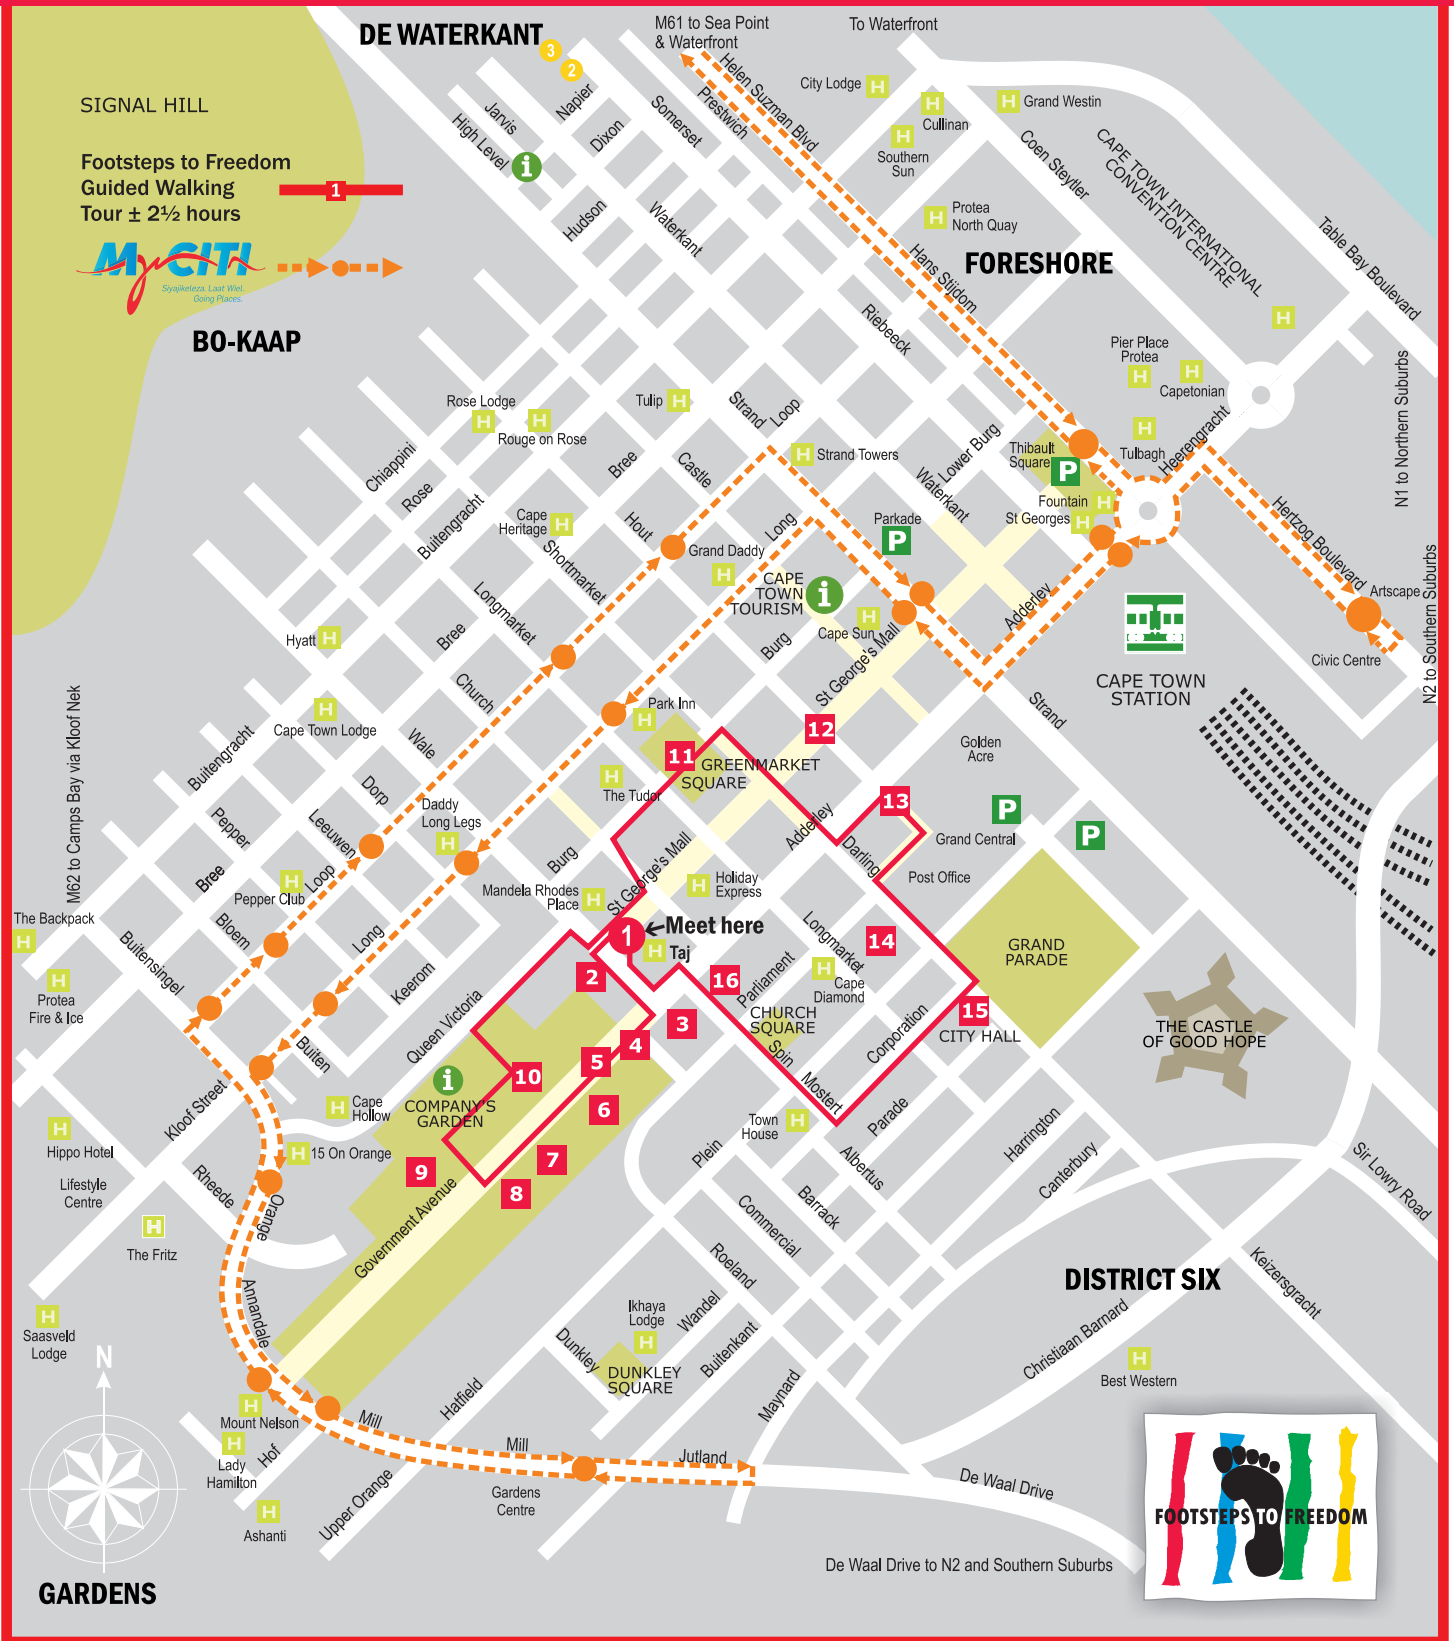 DE WATERKANT
3
2
M61 to Sea Point
& Waterfront
To Waterfront
Helen Suzman Blvd
City Lodge
H
Cullinan
H
Grand Westin
H
Southern
Sun
H
SIGNAL HILL
Footsteps to Freedom
Guided Walking
Tour ± 2½ hours
1
MyCiTi
Siyajikeleza. Laat Wiel.
Going Places.
BO-KAAP
Jarvis
High Level
Napier
Dixon
Somerset
Prestwich
i
Hudson
Waterkant
Coen Steytler
CAPE TOWN INTERNATIONAL
CONVENTION CENTRE
Table Bay Boulevard
H
Protea
North Quay
FORESHORE
Hans Stijdom
Riebeeck
H
Pier Place
Protea
H
H
Capetonian
N1 to Northern Suburbs
H
Tulbagh
Heerengracht
Rose Lodge
H
H
Rouge on Rose
Tulip
H
Strand
Loop
H
Strand Towers
Lower Burg
Waterkant
Thibault
Square
P
Fountain
H
St Georges
H
Chiappini
Rose
Buitengracht
Bree
Castle
Cape
Heritage
H
Hout
Shortmarket
Long
Grand Daddy
H
Parkade
P
CAPE
TOWN
TOURISM
i
Cape Sun
H
Hertzog Boulevard
Artscape
Civic Centre
N2 to Southern Suburbs
Adderley
CAPE TOWN
STATION
Longmarket
Bree
Hyatt
H
Burg
St George's Mall
Church
H
Cape Town Lodge
Park Inn
H
Strand
M62 to Camps Bay via Kloof Nek
Buitengracht
Wale
11
12
GREENMARKET
SQUARE
Golden
Acre
Dorp
H
The Tudor
13
P
P
Pepper
Leeuwen
Daddy
Long Legs
H
Adderley
Darling
Grand Central
Bree
H
Pepper Club
Loop
Burg
St George's Mall
H
Holiday
Express
Post Office
Mandela Rhodes
Place
H
The Backpack
H
Bloem
Long
1
Meet here
H
Taj
Longmarket
14
GRAND
PARADE
Buitensingel
Keerom
2
16
Parliament
H
Cape
Diamond
H
Protea
Fire & Ice
Queen Victoria
3
CHURCH
SQUARE
Spin
Corporation
15
CITY HALL
THE CASTLE
OF GOOD HOPE
Buiten
4
5
10
i
COMPANY'S
GARDEN
6
Mostert
Kloof Street
H
Cape
Hollow
H
Hippo Hotel
Town
House
H
Parade
Harrington
H
15 On Orange
7
9
8
Plein
Albertus
Canterbury
Sir Lowry Road
Lifestyle
Centre
Rheede
Orange
H
The Fritz
Government Avenue
Barrack
Commercial
Roeland
Keizersgracht
DISTRICT SIX
Annandale
H
Saasveld
Lodge
Ikhaya
Lodge
H
Wandel
Buitenkant
Dunkley
DUNKLEY
SQUARE
Christiaan Barnard
H
Best Western
N
Maynard
Hatfield
H
Mount Nelson
Mill
H
Lady
Hamilton
Hof
Mill
Jutland
Upper Orange
Gardens
Centre
De Waal Drive
H
Ashanti
FOOTSTEPS TO FREEDOM
De Waal Drive to N2 and Southern Suburbs
GARDENS